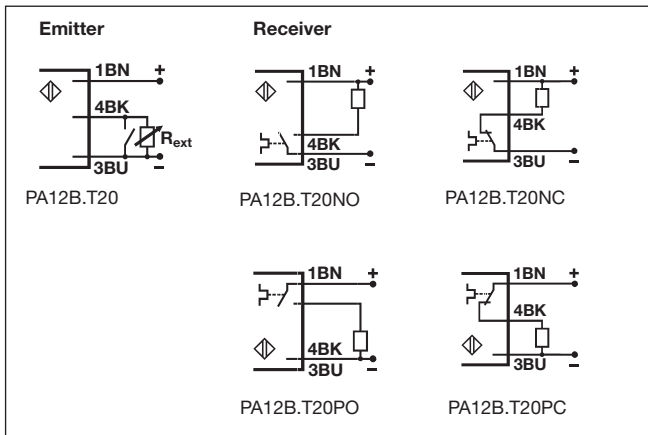 Emitter
Receiver
1BN +
4BK
Rext
3BU −
PA12B.T20
1BN +
4BK
3BU −
PA12B.T20NO
1BN +
4BK
3BU −
PA12B.T20NC
1BN +
4BK
3BU −
PA12B.T20PO
1BN +
4BK
3BU −
PA12B.T20PC